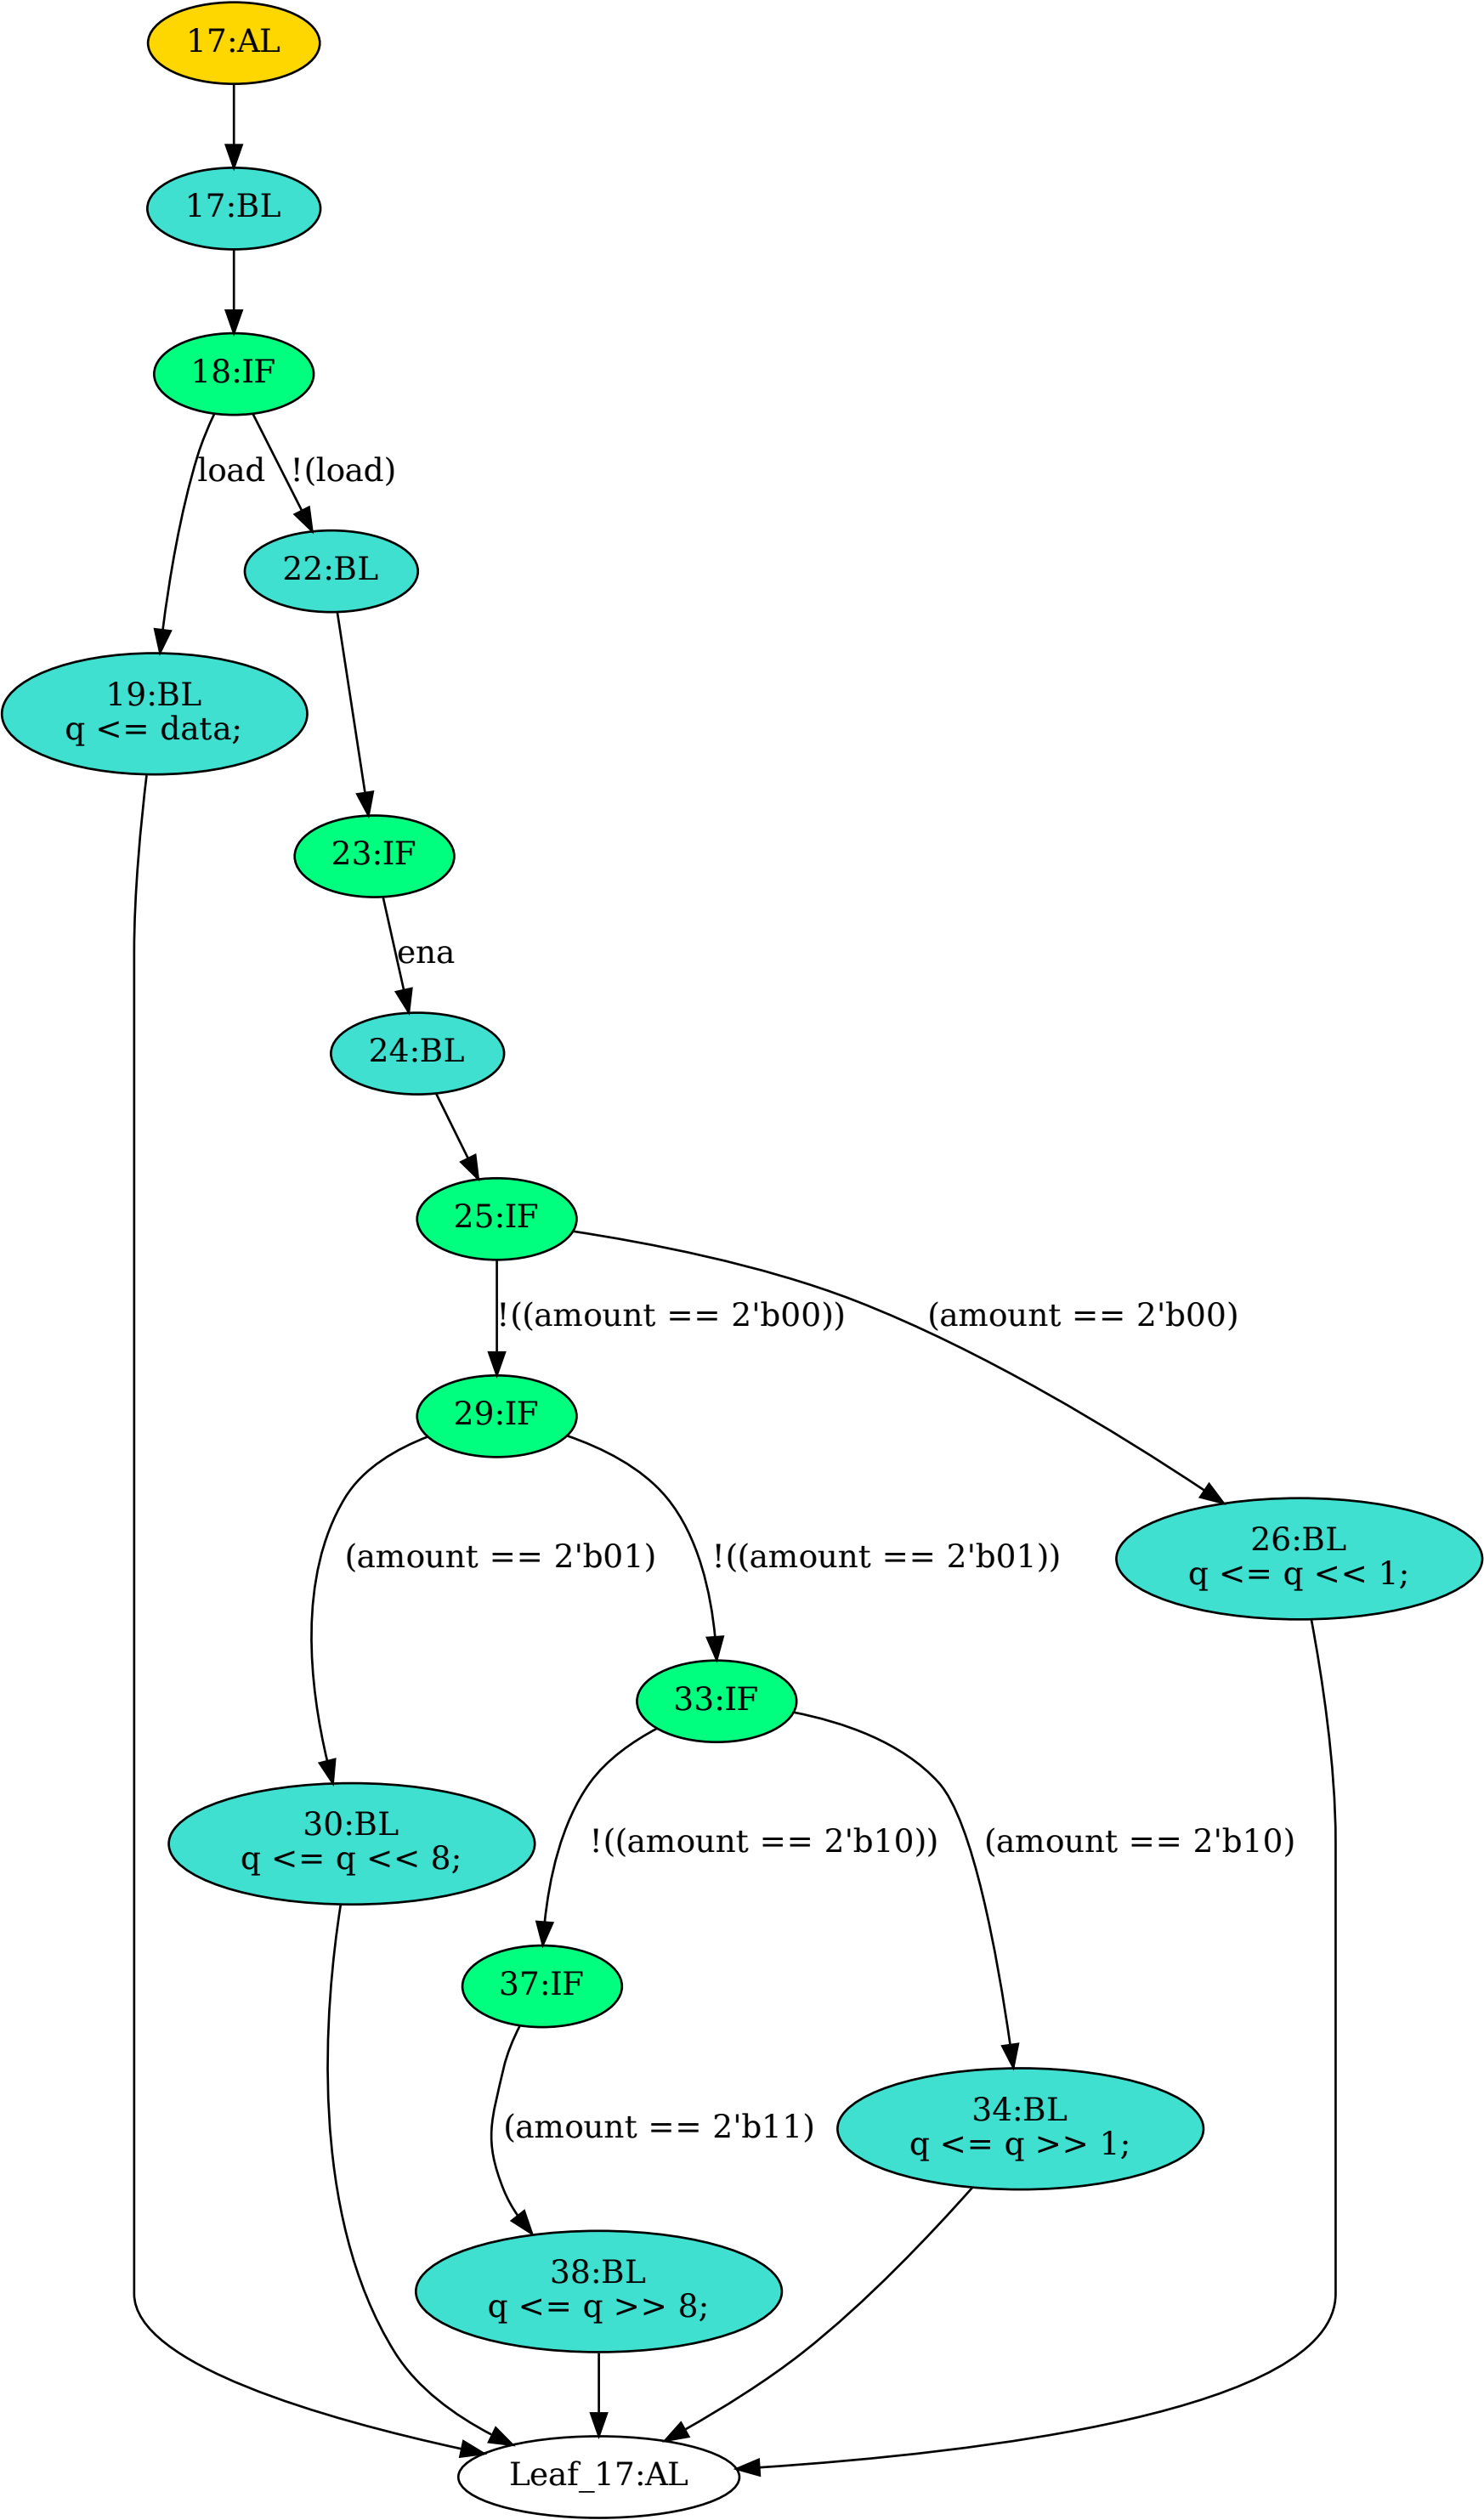 17:AL
17:BL
18:IF
load
!(load)
22:BL
19:BL
q <= data;
23:IF
ena
24:BL
25:IF
!((amount == 2'b00))
(amount == 2'b00)
29:IF
26:BL
q <= q << 1;
(amount == 2'b01)
!((amount == 2'b01))
33:IF
30:BL
q <= q << 8;
!((amount == 2'b10))
(amount == 2'b10)
37:IF
(amount == 2'b11)
34:BL
q <= q >> 1;
38:BL
q <= q >> 8;
Leaf_17:AL